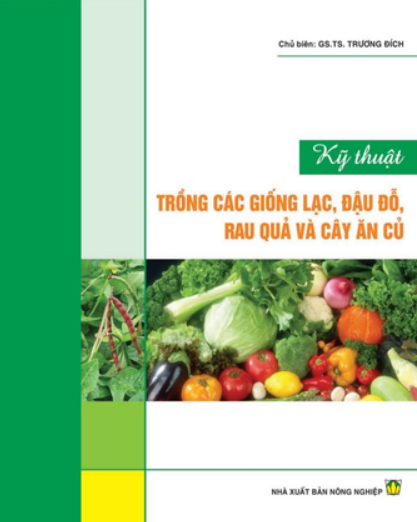 Chủ biên: GS.TS. TRƯƠNG ĐÍCH
Kỹ thuật
TRỒNG CÁC GIỐNG LẠC, ĐẬU ĐỖ,
RAU QUẢ VÀ CÂY ĂN CỦ
NHÀ XUẤT BẢN NÔNG NGHIỆP